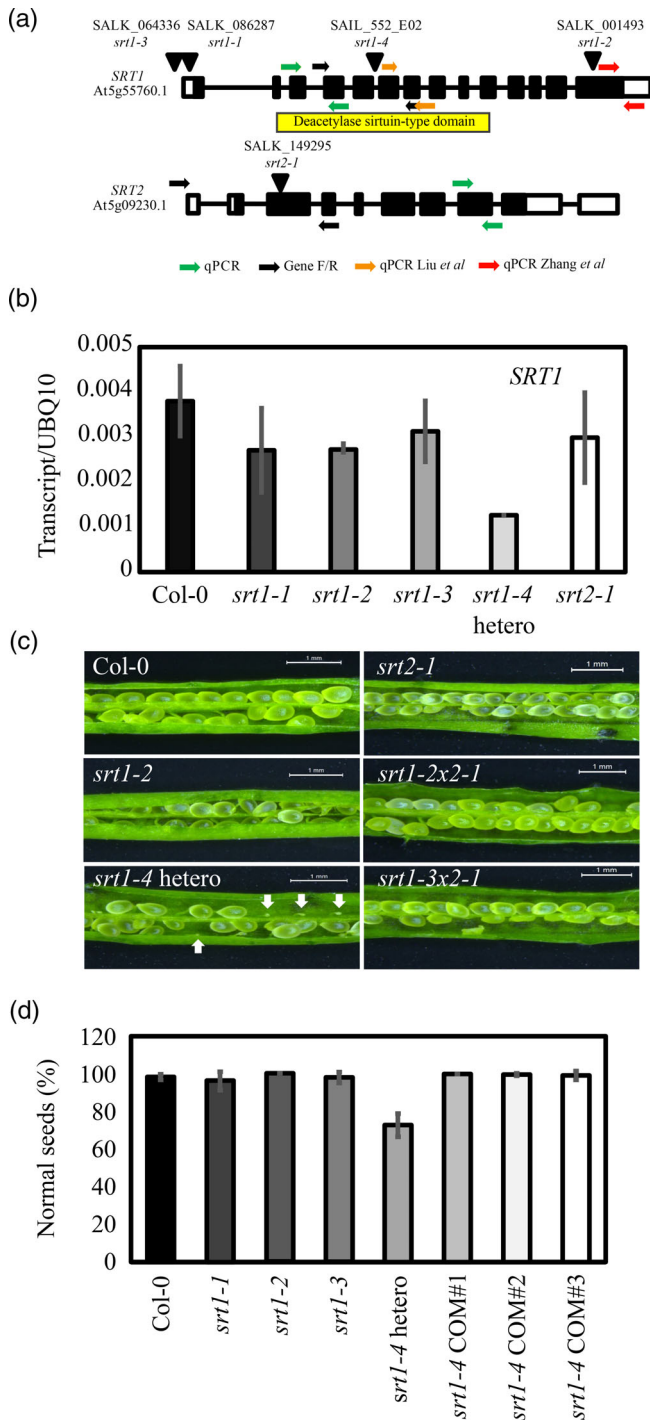 (a)
SALK_064336 SALK_086287 SAIL_552_E02 SALK_001493
srt1-3 srt1-1 srt1-4 srt1-2
SRT1
At5g55760.1
Deacetylase sirtuin-type domain
SALK_149295
srt2-1
SRT2
At5g09230.1
qPCR Gene F/R qPCR Liu et al qPCR Zhang et al
(b)
Transcript/UBQ10
0.005
0.004
0.003
0.002
0.001
0
SRT1
Col-0 srt1-1 srt1-2 srt1-3 srt1-4 srt2-1
hetero
(c)
Col-0 1 mm srt2-1 1 mm
srt1-2 1 mm srt1-2x2-1 1 mm
srt1-4 hetero 1 mm srt1-3x2-1 1 mm
(d)
Normal seeds (%)
120
100
80
60
40
20
0
Col-0
srt1-1
srt1-2
srt1-3
srt1-4 hetero
srt1-4 COM#1
srt1-4 COM#2
srt1-4 COM#3